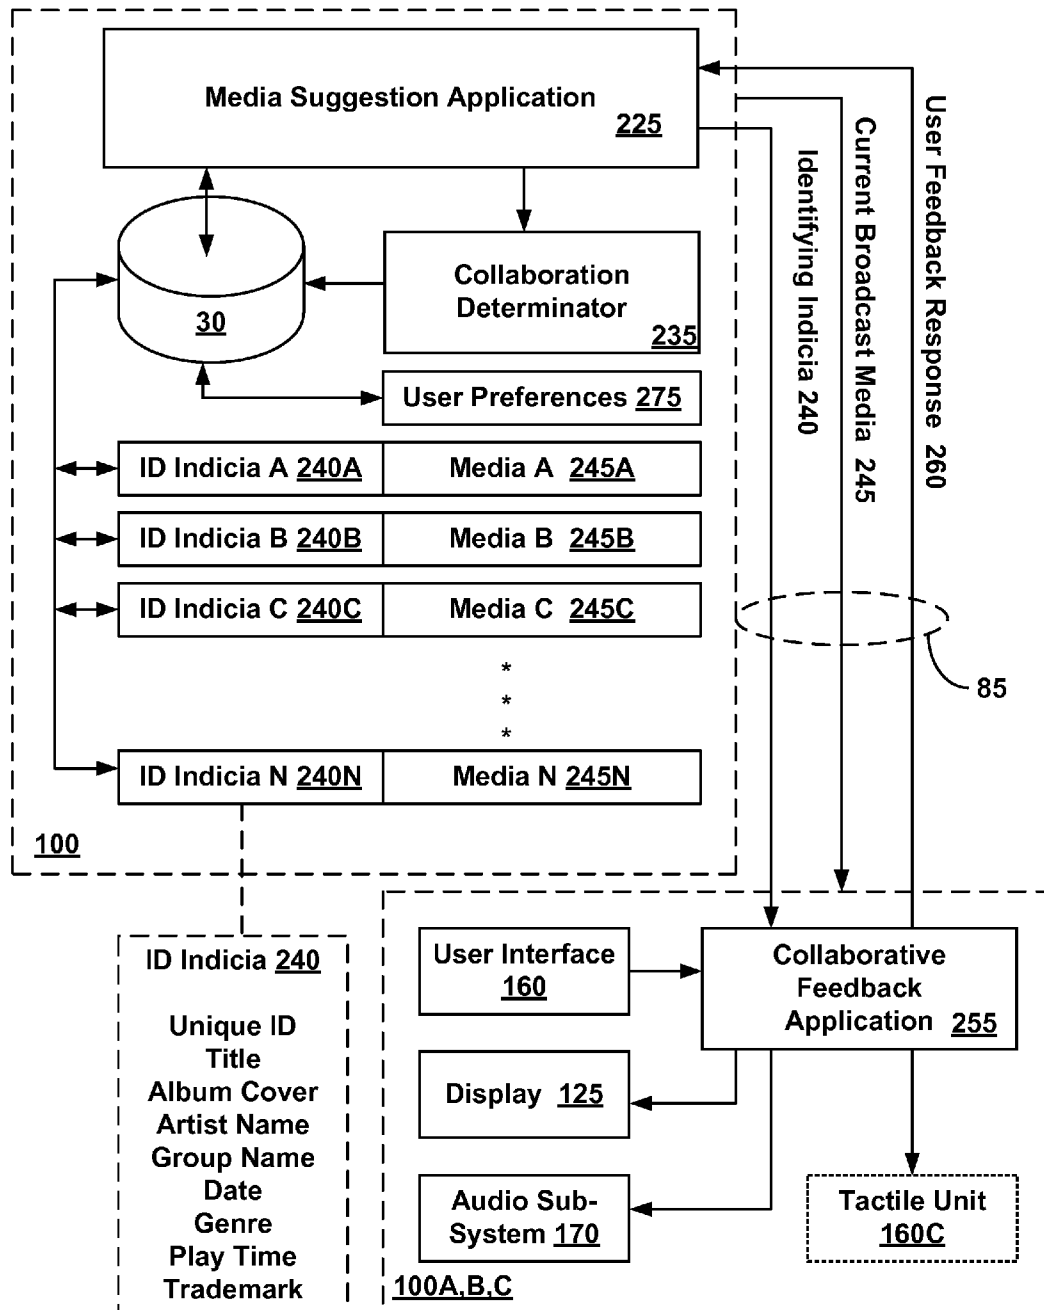 Media Suggestion Application
225
Collaboration
Determinator
235
30
User Preferences 275
ID Indicia A 240A
Media A 245A
ID Indicia B 240B
Media B 245B
ID Indicia C 240C
Media C 245C
*
*
*
ID Indicia N 240N
Media N 245N
100
Identifying Indicia 240
Current Broadcast Media 245
User Feedback Response 260
85
ID Indicia 240
Unique ID
Title
Album Cover
Artist Name
Group Name
Date
Genre
Play Time
Trademark
User Interface
160
Collaborative
Feedback
Application 255
Display 125
Audio Sub-
System 170
Tactile Unit
160C
100A,B,C